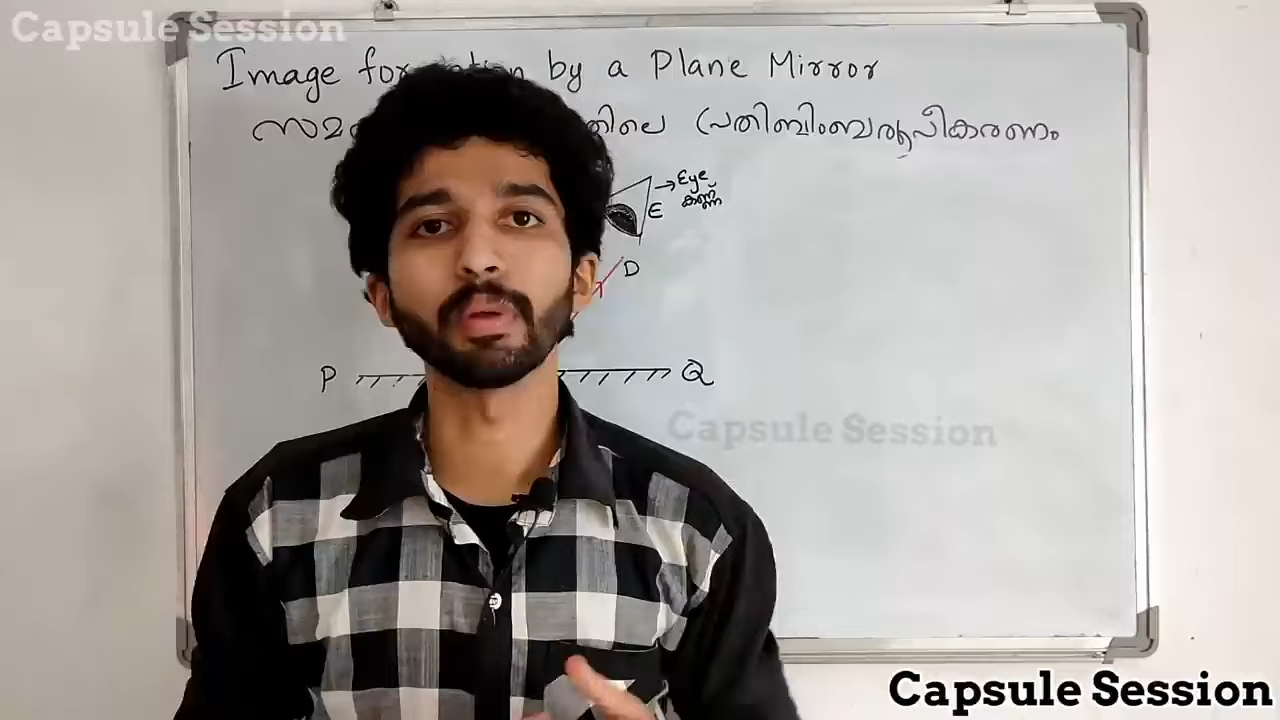 Capsule Session
Image by a Plane Mirror
പ്രതിബിംബരൂപീകരണം
Eye
കണ്ണ്
E
D
P Q
Capsule Session
Capsule Session